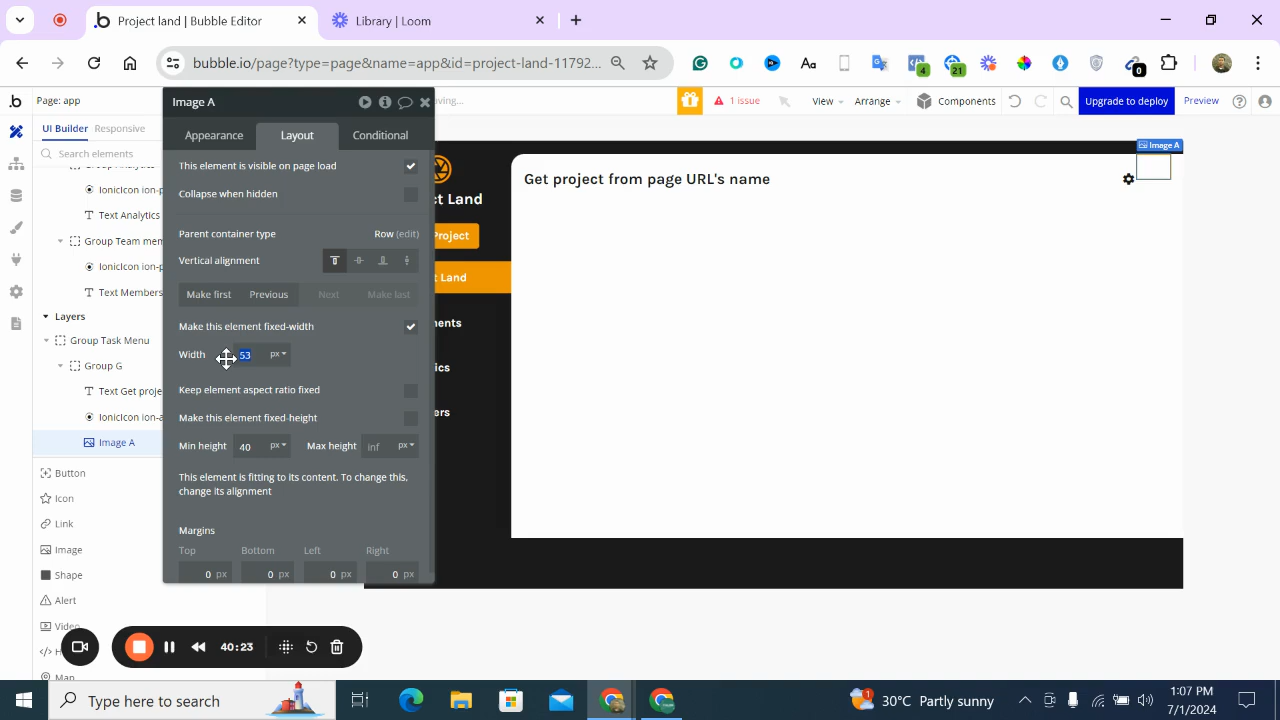 Project land | Bubble Editor
Library | Loom
bubble.io/page?type=page&name=app&id=project-land-11792...
4
21
0
Page: app
Image A
aving...
1 issue
View
Arrange
Components
Upgrade to deploy
Preview
UI Builder
Responsive
Search elements
IonicIcon ion-p
Text Analytics
Group Team mem
IonicIcon ion-p
Text Members
Layers
Group Task Menu
Group G
Text Get proje
IonicIcon ion-a
Image A
Button
Icon
Link
Image
Shape
Alert
Video
Map
Appearance
Layout
Conditional
This element is visible on page load
Collapse when hidden
Parent container type
Row (edit)
Vertical alignment
Make first
Previous
Next
Make last
Make this element fixed-width
Width
53
px
Keep element aspect ratio fixed
Make this element fixed-height
Min height
40
px
Max height
inf
px
This element is fitting to its content. To change this,
change its alignment
Margins
Top
Bottom
Left
Right
0 px
0 px
0 px
0 px
ct Land
Project
t Land
ments
ics
ers
Get project from page URL's name
Image A
40:23
Type here to search
1
30°C Partly sunny
1:07 PM
7/1/2024